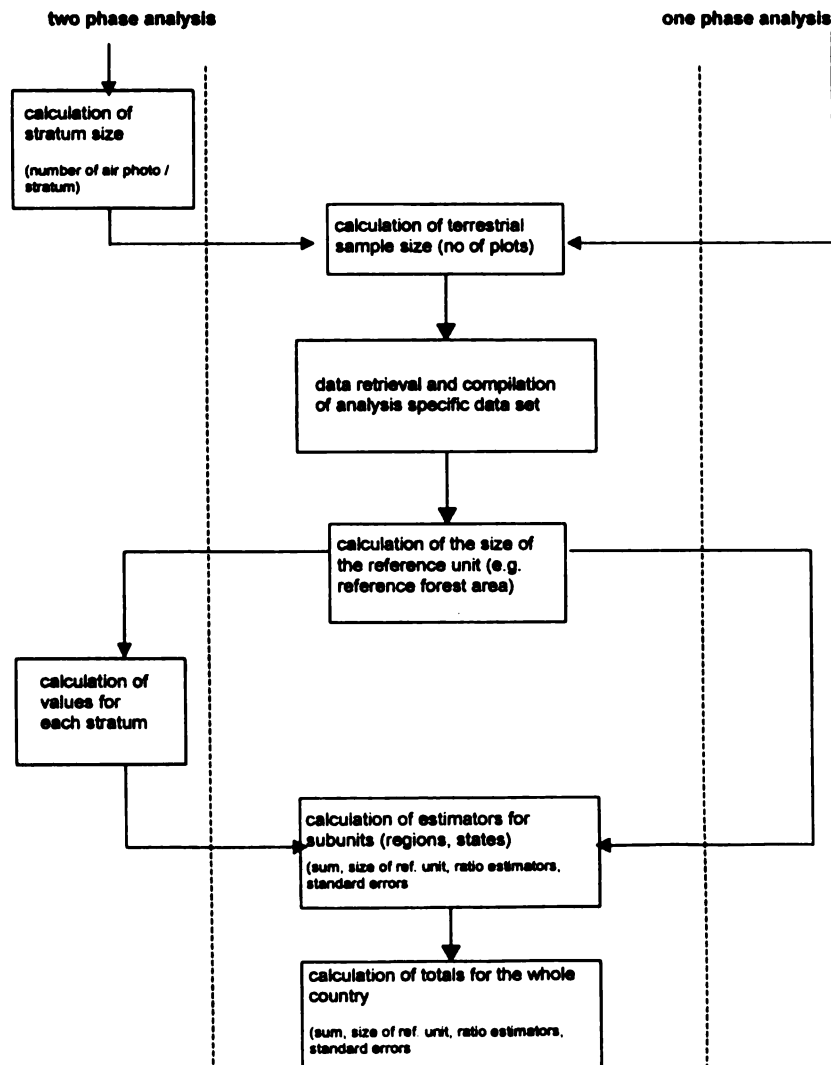 two phase analysis
one phase analysis
calculation of
stratum size
(number of air photo /
stratum)
calculation of terrestrial
sample size (no of plots)
data retrieval and compilation
of analysis specific data set
calculation of the size of
the reference unit (e.g.
reference forest area)
calculation of
values for
each stratum
calculation of estimators for
subunits (regions, states)
(sum, size of ref. unit, ratio estimators,
standard errors
calculation of totals for the whole
country
(sum, size of ref. unit, ratio estimators,
standard errors